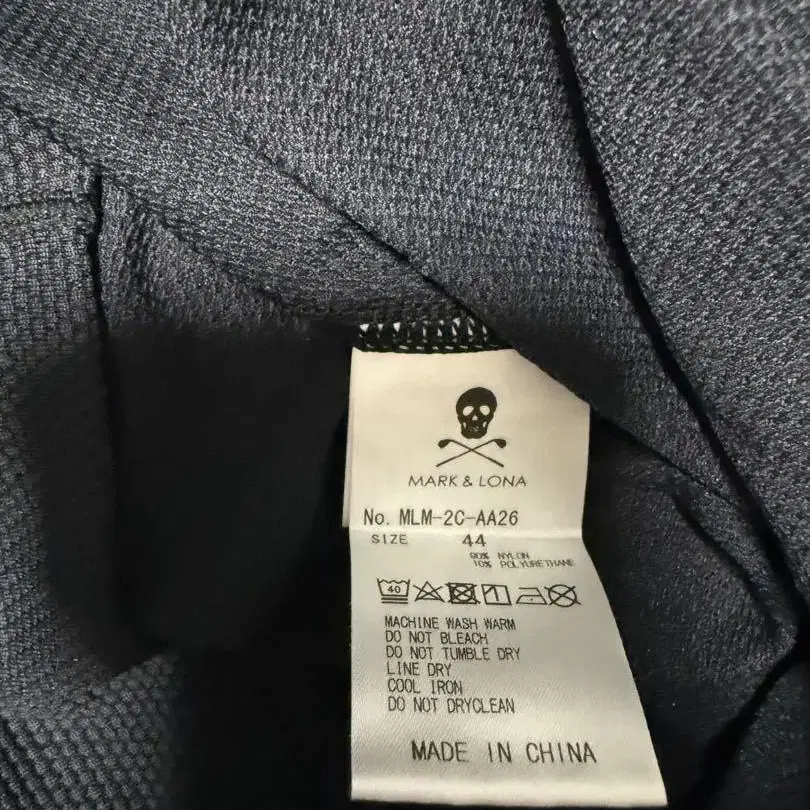 MARK & LONA
No. MLM-2C-AA26
SIZE 44
90% NYLON
10% POLYURETHANE
40
MACHINE WASH WARM
DO NOT BLEACH
DO NOT TUMBLE DRY
LINE DRY
COOL IRON
DO NOT DRYCLEAN
MADE IN CHINA